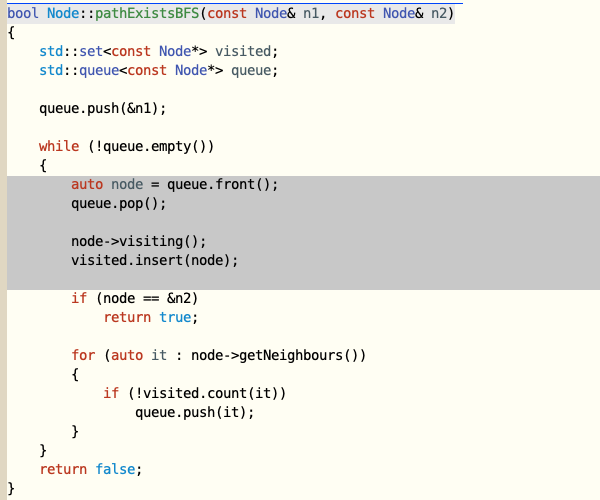 bool Node::pathExistsBFS(const Node& n1, const Node& n2)
{
    std::set<const Node*> visited;
    std::queue<const Node*> queue;

    queue.push(&n1);

    while (!queue.empty())
    {
        auto node = queue.front();
        queue.pop();

        node->visiting();
        visited.insert(node);

        if (node == &n2)
            return true;

        for (auto it : node->getNeighbours())
        {
            if (!visited.count(it))
                queue.push(it);
        }
    }
    return false;
}